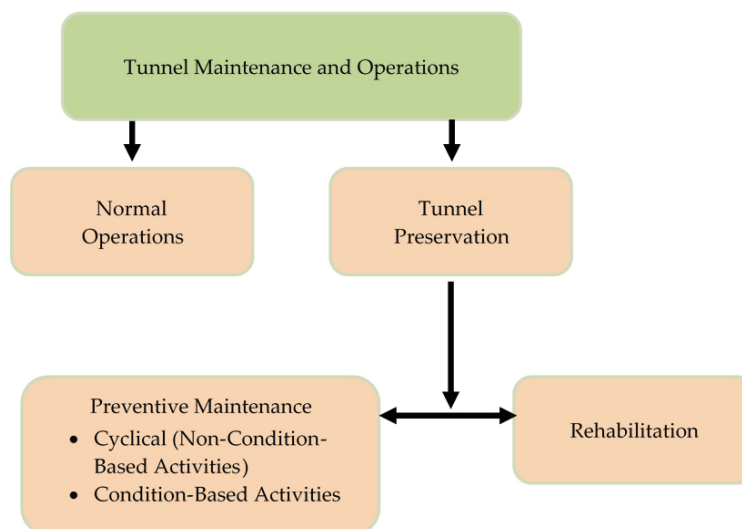 Tunnel Maintenance and Operations
Normal
Operations
Tunnel
Preservation
Preventive Maintenance
• Cyclical (Non-Condition-
Based Activities)
• Condition-Based Activities
Rehabilitation